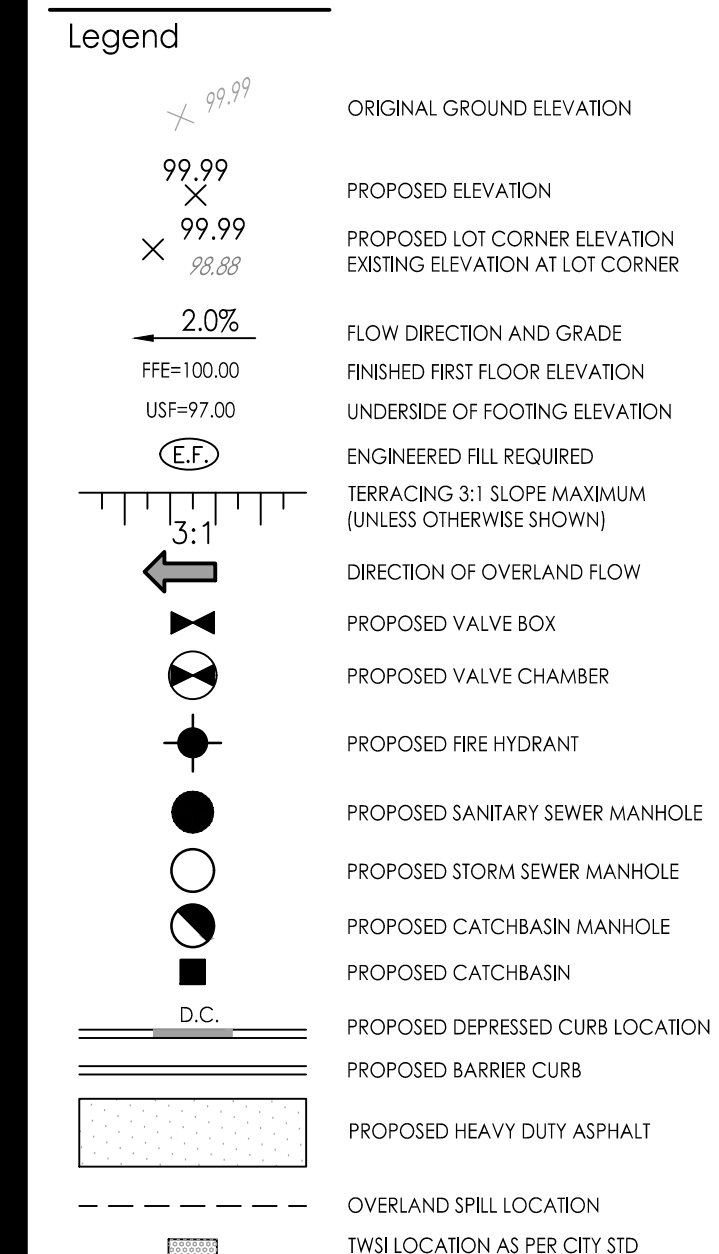 Legend
99.99
ORIGINAL GROUND ELEVATION
99.99
PROPOSED ELEVATION
99.99
PROPOSED LOT CORNER ELEVATION
98.88
EXISTING ELEVATION AT LOT CORNER
2.0%
FLOW DIRECTION AND GRADE
FFE=100.00
FINISHED FIRST FLOOR ELEVATION
USF=97.00
UNDERSIDE OF FOOTING ELEVATION
E.F.
ENGINEERED FILL REQUIRED
TERRACING 3:1 SLOPE MAXIMUM
(UNLESS OTHERWISE SHOWN)
3:1
DIRECTION OF OVERLAND FLOW
PROPOSED VALVE BOX
PROPOSED VALVE CHAMBER
PROPOSED FIRE HYDRANT
PROPOSED SANITARY SEWER MANHOLE
PROPOSED STORM SEWER MANHOLE
PROPOSED CATCHBASIN MANHOLE
PROPOSED CATCHBASIN
D.C.
PROPOSED DEPRESSED CURB LOCATION
PROPOSED BARRIER CURB
PROPOSED HEAVY DUTY ASPHALT
OVERLAND SPILL LOCATION
TWSI LOCATION AS PER CITY STD